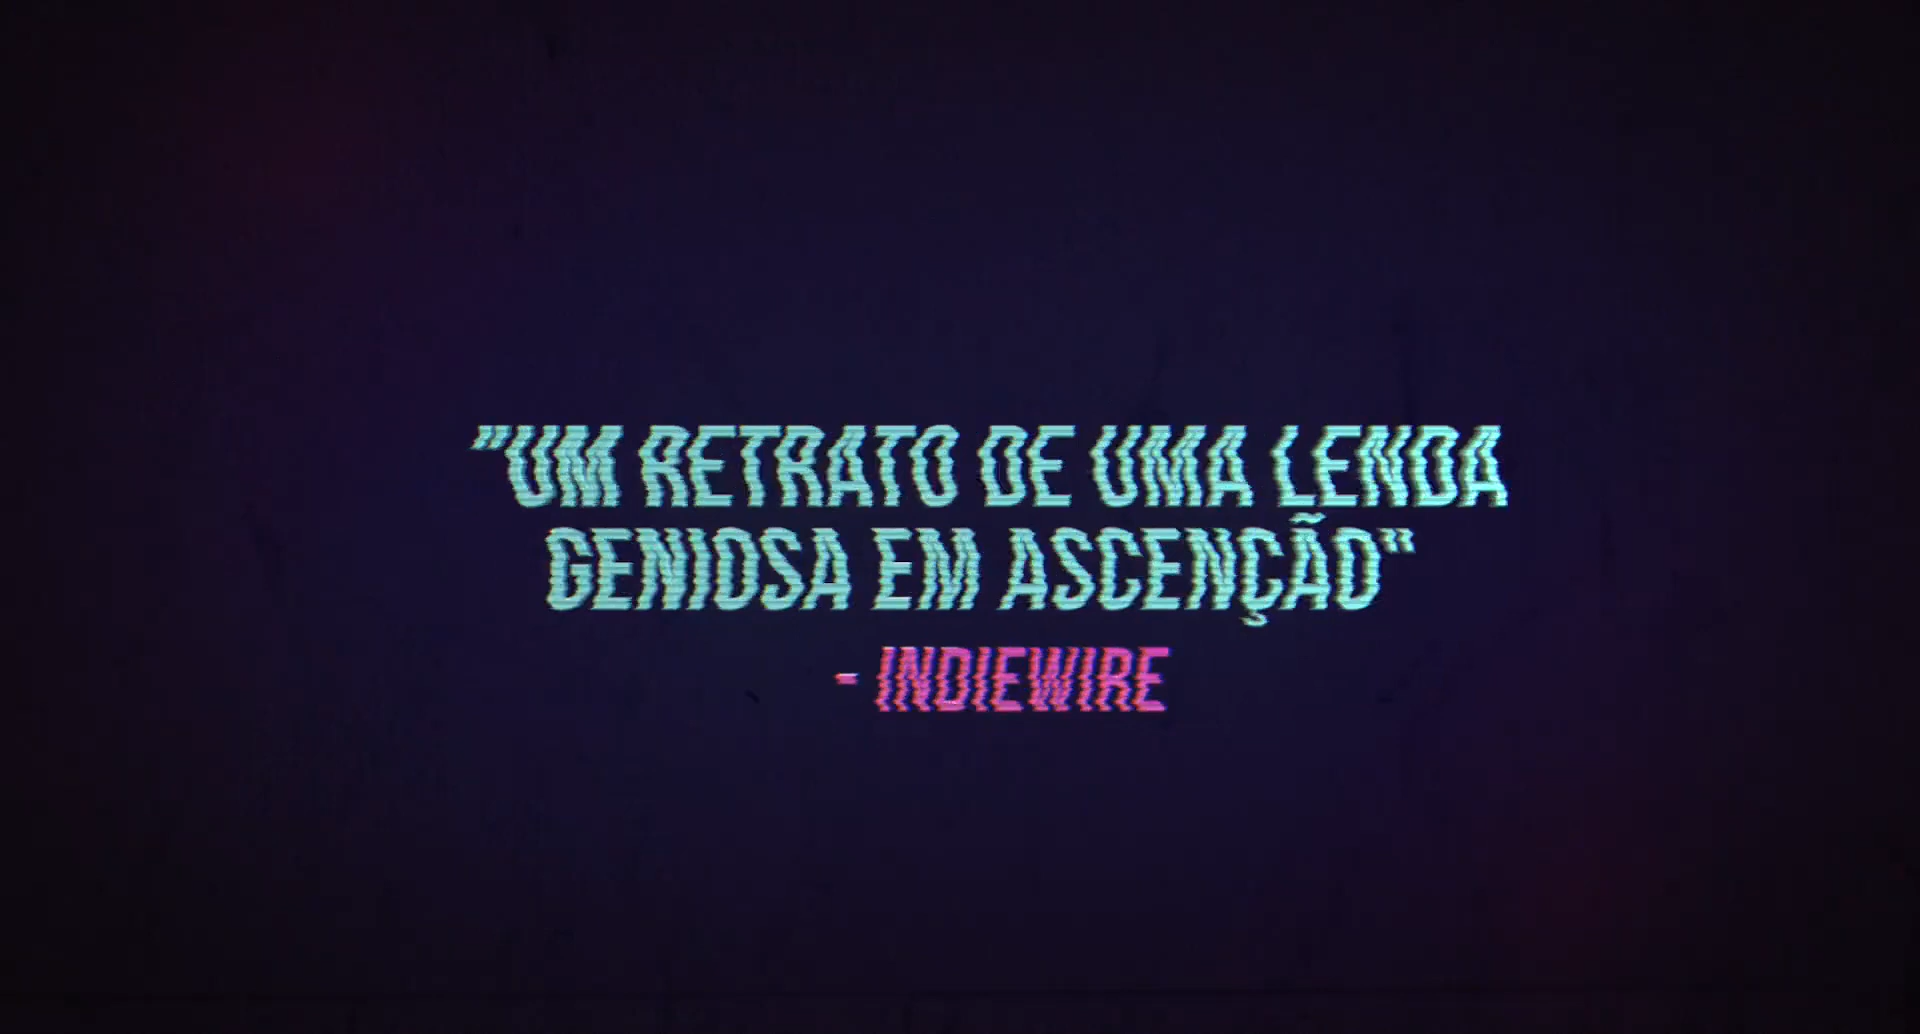 "UM RETRATO DE UMA LENDA
GENIOSA EM ASCENÇÃO"
- INDIEWIRE